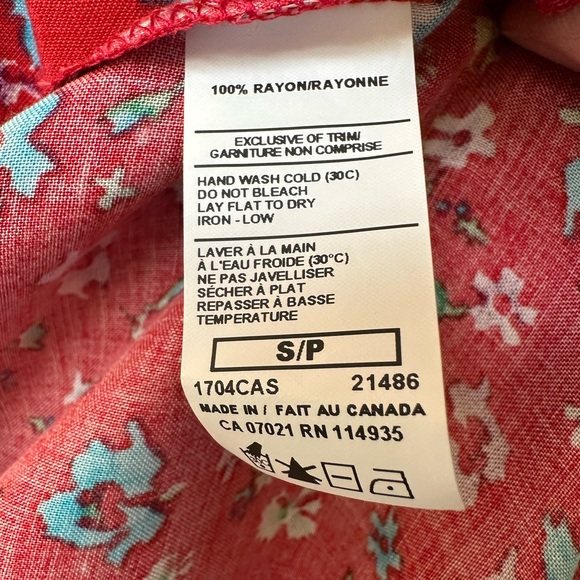 100% RAYON/RAYONNE
EXCLUSIVE OF TRIM/
GARNITURE NON COMPRISE
HAND WASH COLD (30C)
DO NOT BLEACH
LAY FLAT TO DRY
IRON - LOW
LAVER À LA MAIN
À L'EAU FROIDE (30°C)
NE PAS JAVELLISER
SÉCHER À PLAT
REPASSER À BASSE
TEMPERATURE
S/P
1704CAS 21486
MADE IN / FAIT AU CANADA
CA 07021 RN 114935